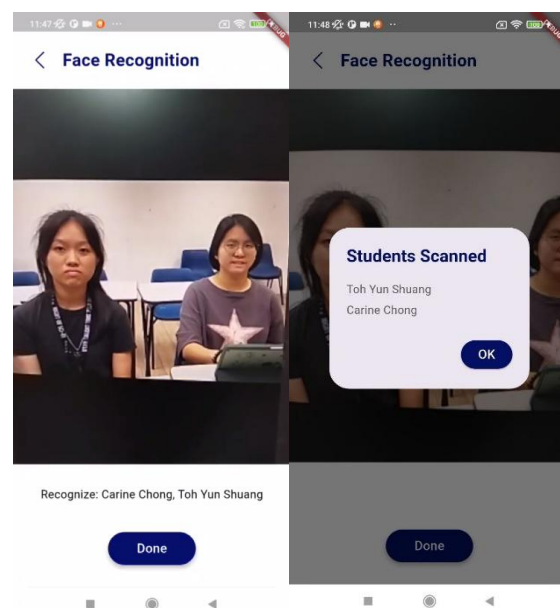 11:47
Face Recognition
Recognize: Carine Chong, Toh Yun Shuang
Done
11:48
Face Recognition
Students Scanned
Toh Yun Shuang
Carine Chong
OK
Done